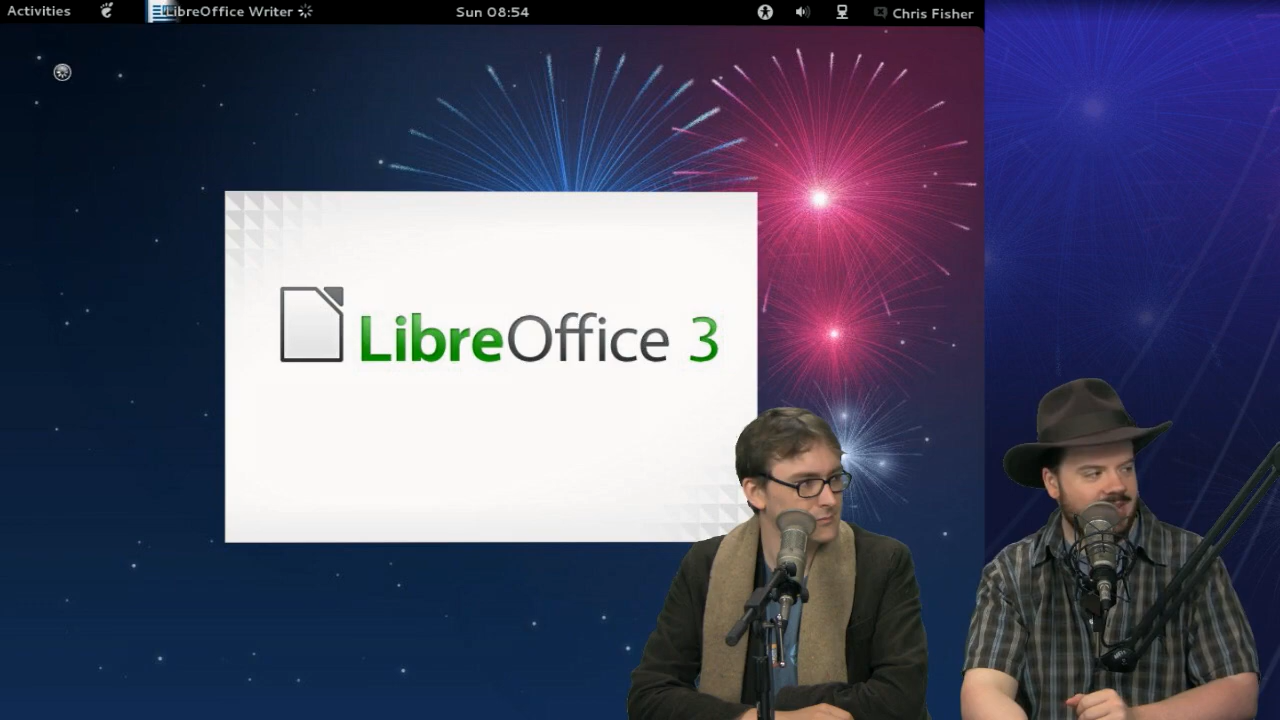 Activities
LibreOffice Writer
Sun 08:54
Chris Fisher
LibreOffice 3